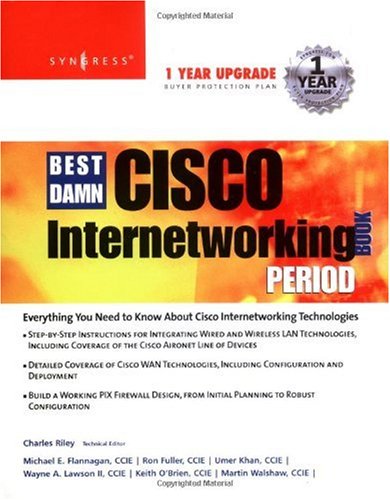 SYNGRESS®
1 YEAR UPGRADE
BUYER PROTECTION PLAN
1
YEAR
UPGRADE
BEST
DAMN
CISCO
Internetworking
BOOK
PERIOD
Everything You Need to Know About Cisco Internetworking Technologies
• Step-by-Step Instructions for Integrating Wired and Wireless LAN Technologies,
Including Coverage of the Cisco Aironet Line of Devices
• Detailed Coverage of Cisco WAN Technologies, Including Configuration and
Deployment
• Build a Working PIX Firewall Design, from Initial Planning to Robust
Configuration
Charles Riley Technical Editor
Michael E. Flannagan, CCIE | Ron Fuller, CCIE | Umer Khan, CCIE |
Wayne A. Lawson II, CCIE | Keith O'Brien, CCIE | Martin Walshaw, CCIE